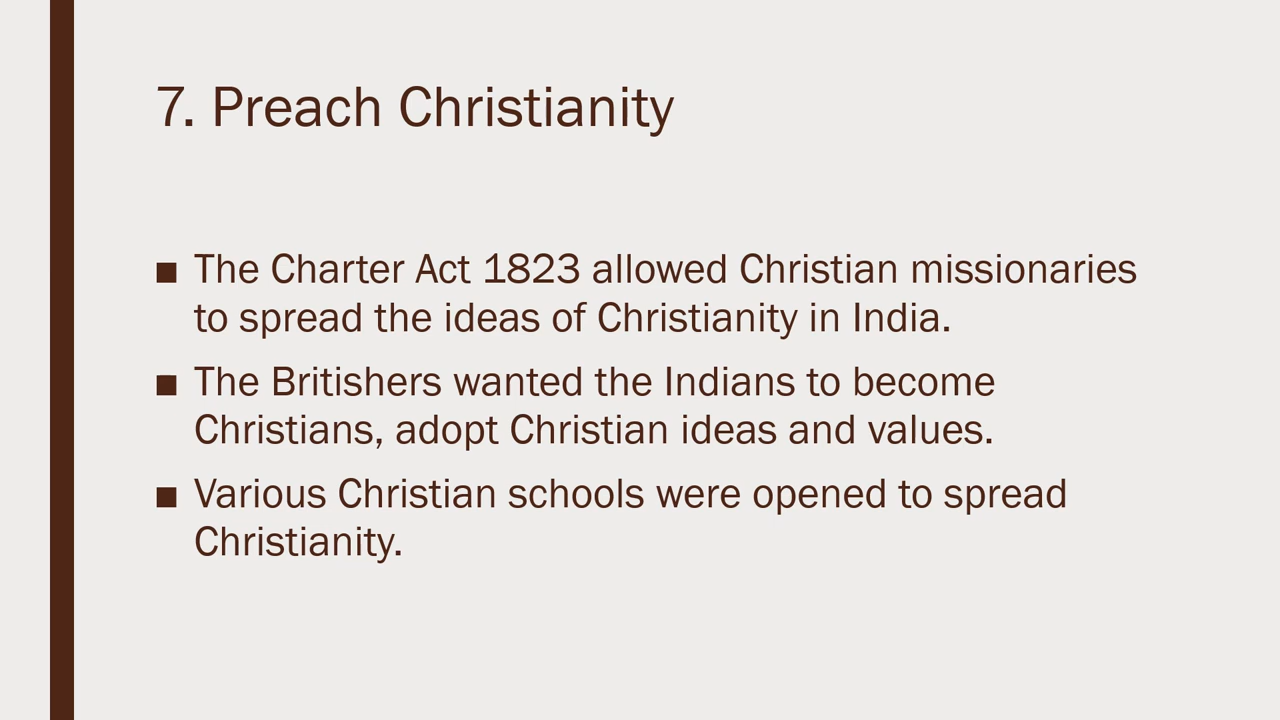 7. Preach Christianity
■ The Charter Act 1823 allowed Christian missionaries
to spread the ideas of Christianity in India.
■ The Britishers wanted the Indians to become
Christians, adopt Christian ideas and values.
■ Various Christian schools were opened to spread
Christianity.